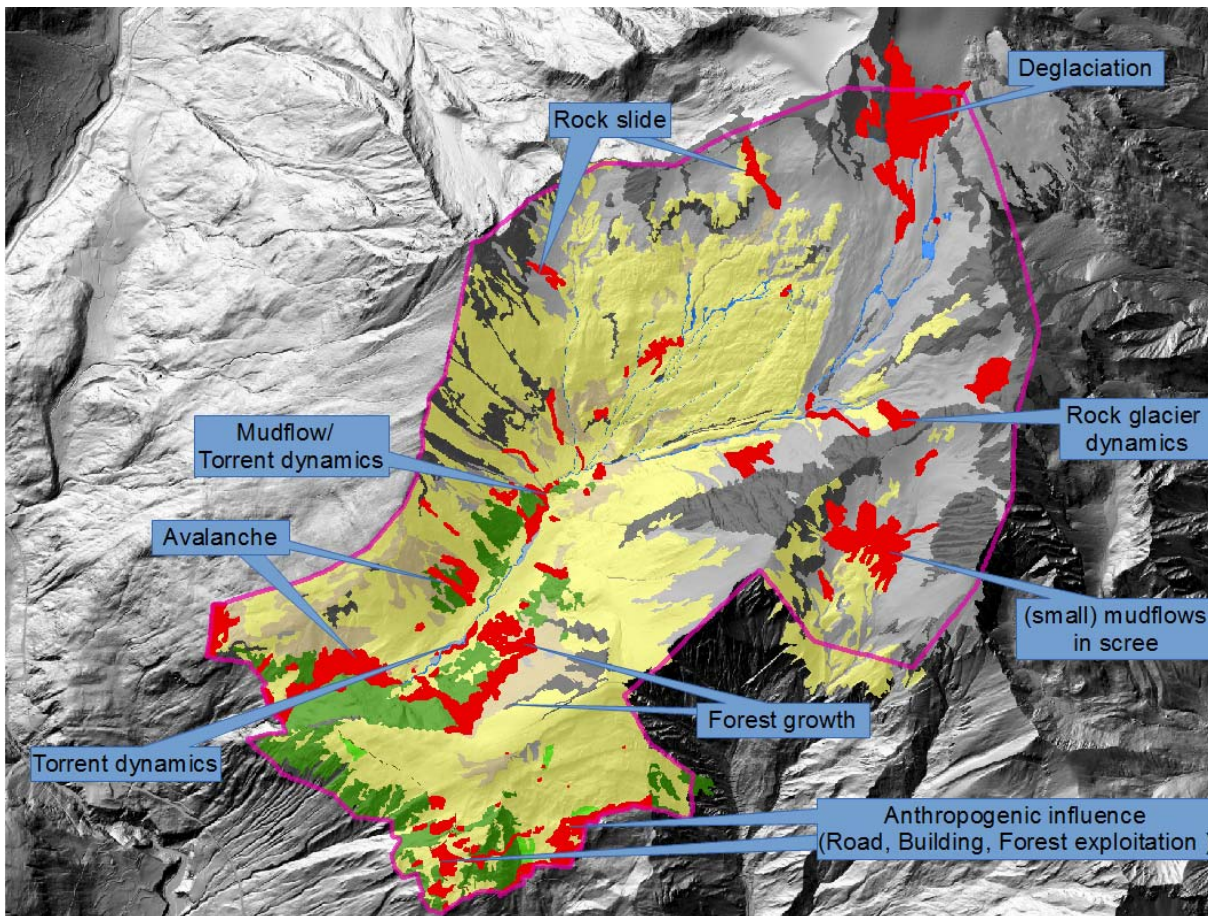 Deglaciation
Rock slide
Rock glacier
dynamics
Mudflow/
Torrent dynamics
Avalanche
(small) mudflows
in scree
Forest growth
Torrent dynamics
Anthropogenic influence
(Road, Building, Forest exploitation )